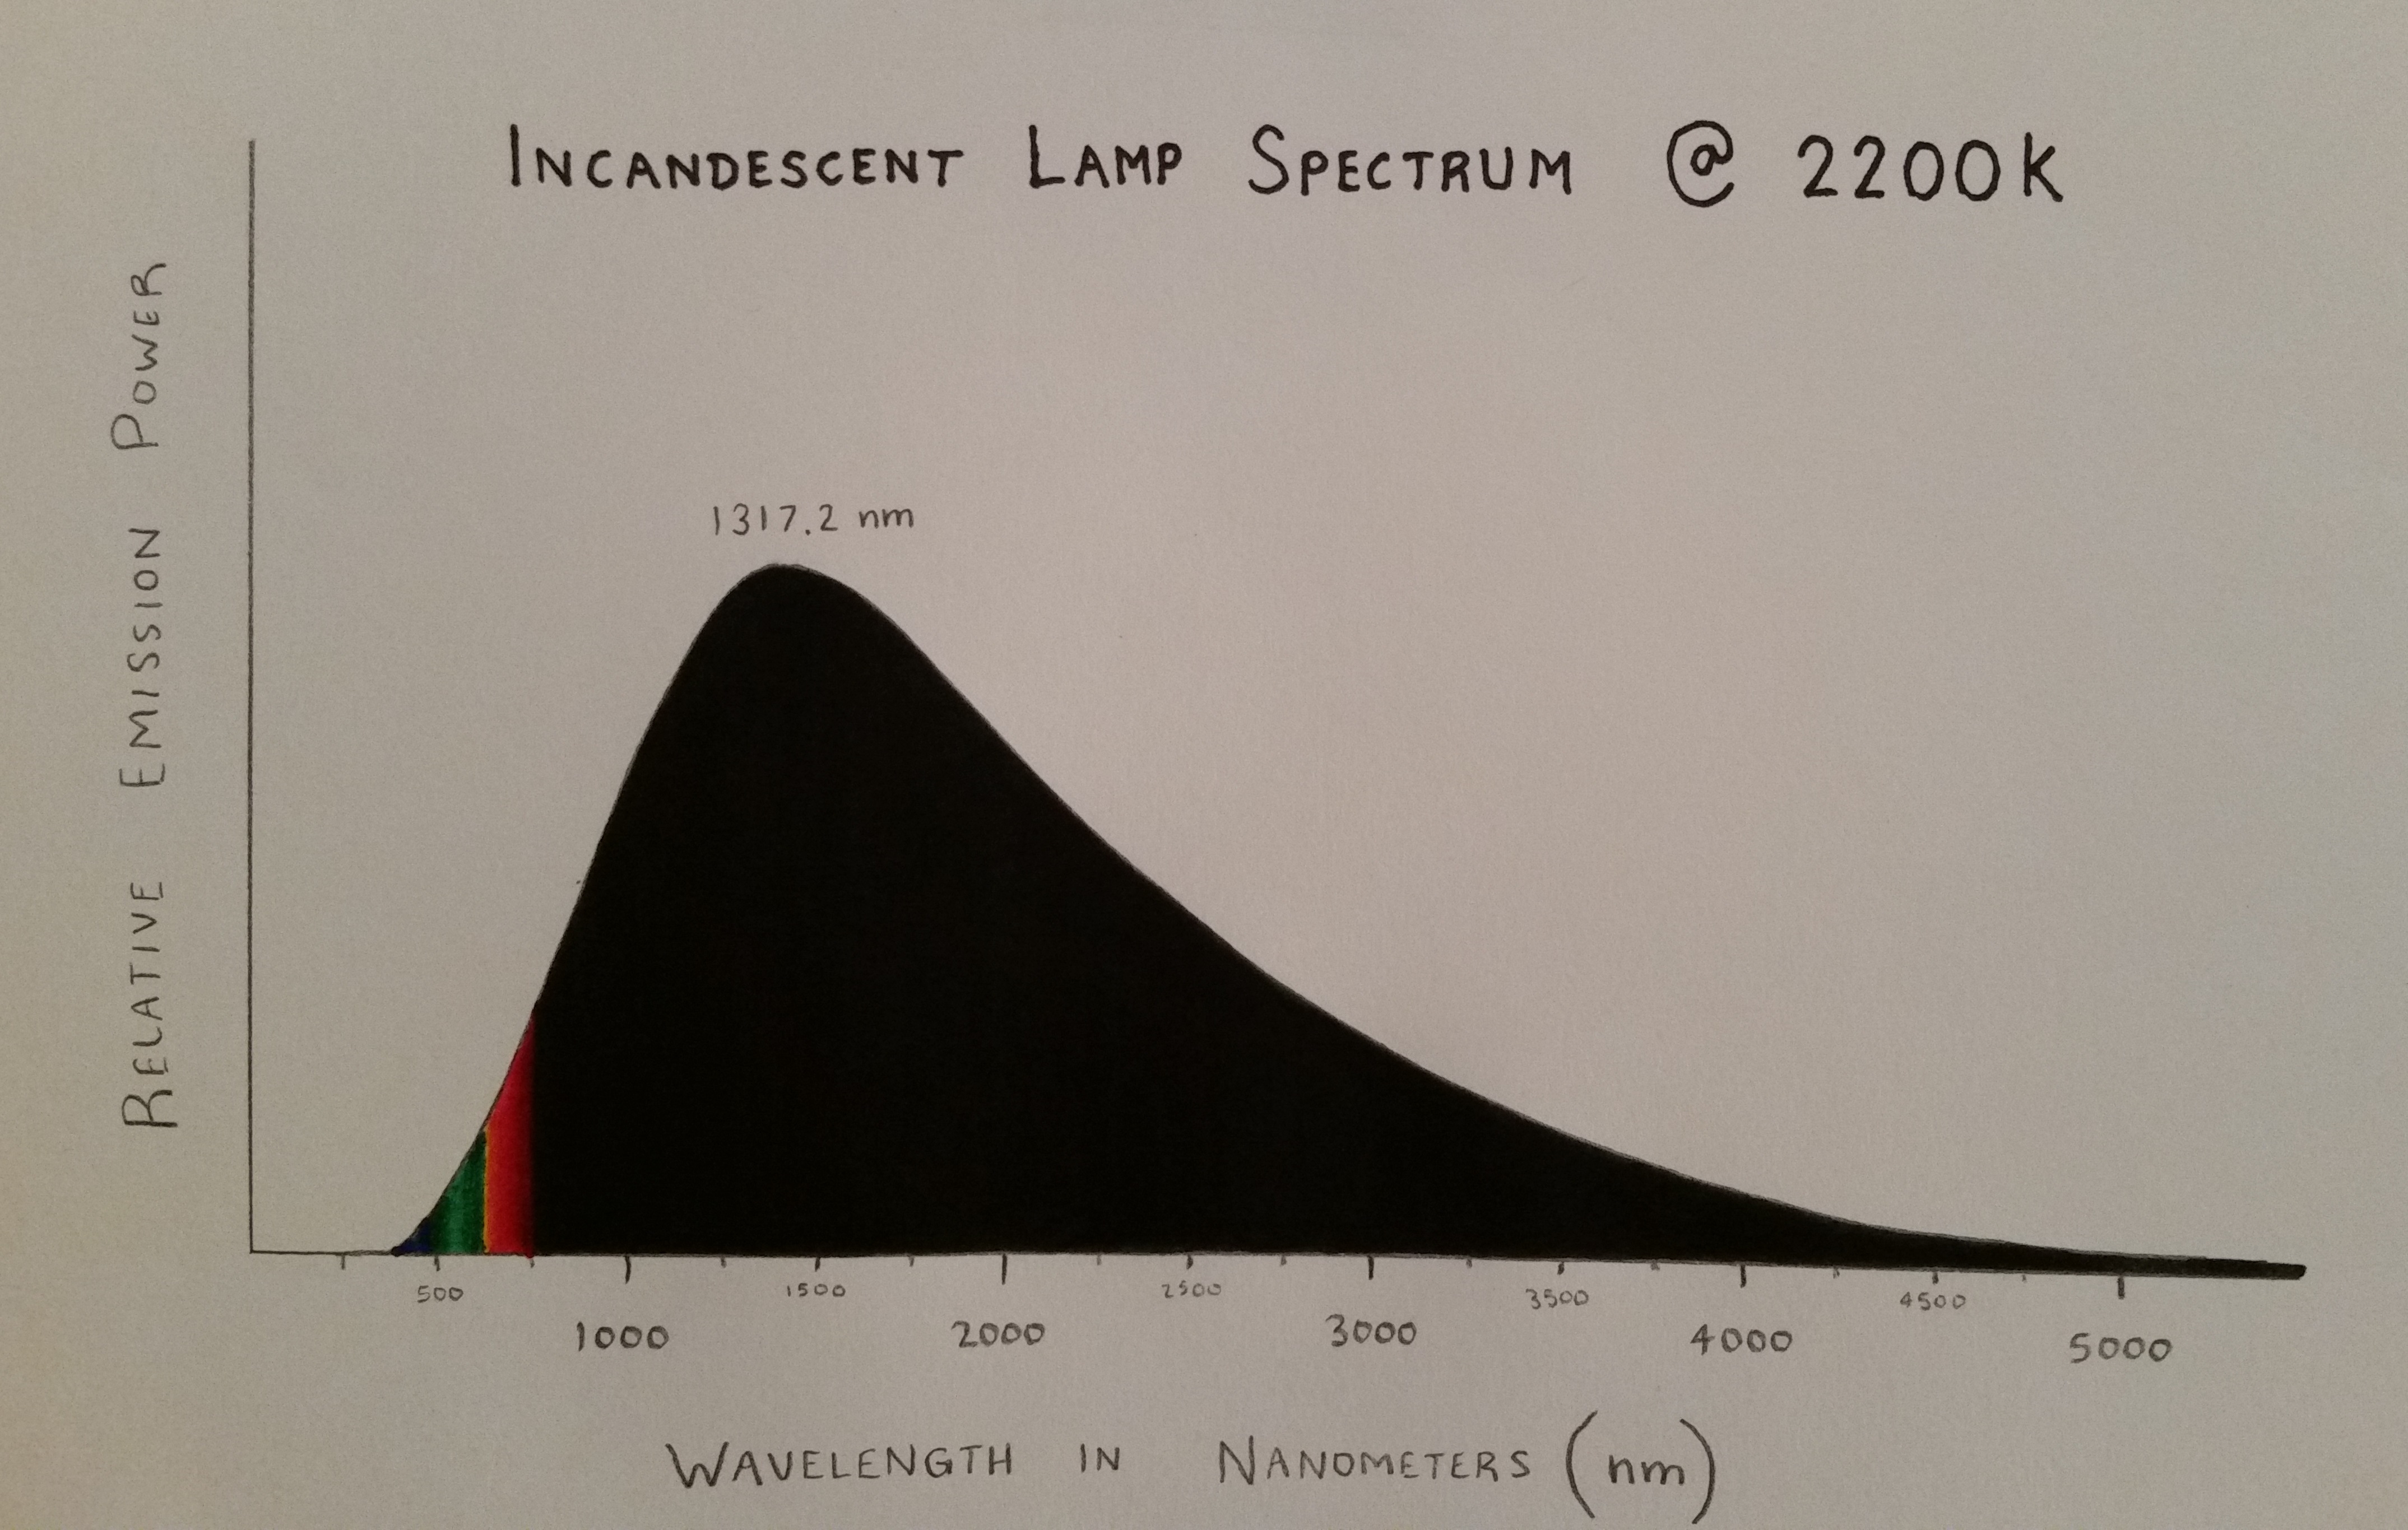 INCANDESCENT LAMP SPECTRUM @ 2200K
RELATIVE EMISSION POWER
1317.2 nm
500
1500
2500
3500
4500
1000
2000
3000
4000
5000
WAVELENGTH IN NANOMETERS (nm)